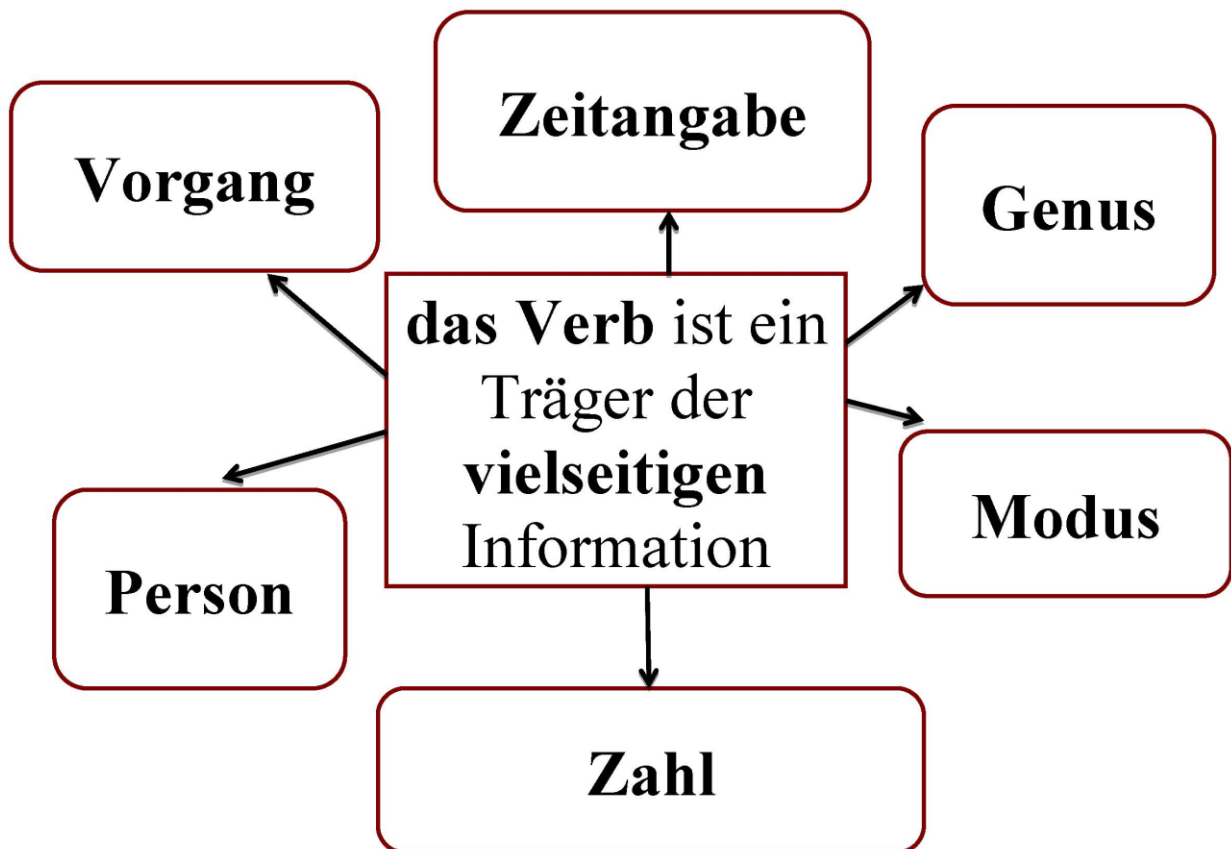 Zeitangabe
Vorgang
Genus
das Verb ist ein
Träger der
vielseitigen
Information
Modus
Person
Zahl